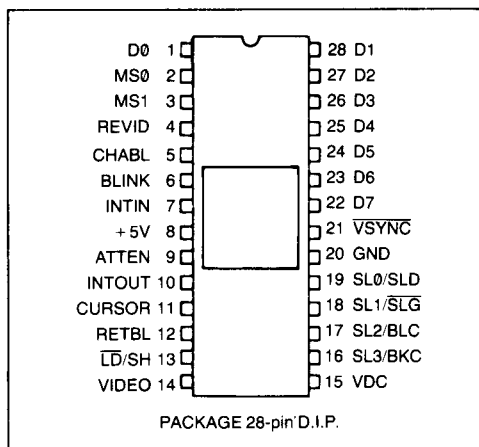 D0 1 28 D1
MS0 2 27 D2
MS1 3 26 D3
REVID 4 25 D4
CHABL 5 24 D5
BLINK 6 23 D6
INTIN 7 22 D7
+5V 8 21 VSYNC
ATTEN 9 20 GND
INTOUT 10 19 SL0/SLD
CURSOR 11 18 SL1/SLG
RETBL 12 17 SL2/BLC
LD/SH 13 16 SL3/BKC
VIDEO 14 15 VDC
PACKAGE 28-pin D.I.P.